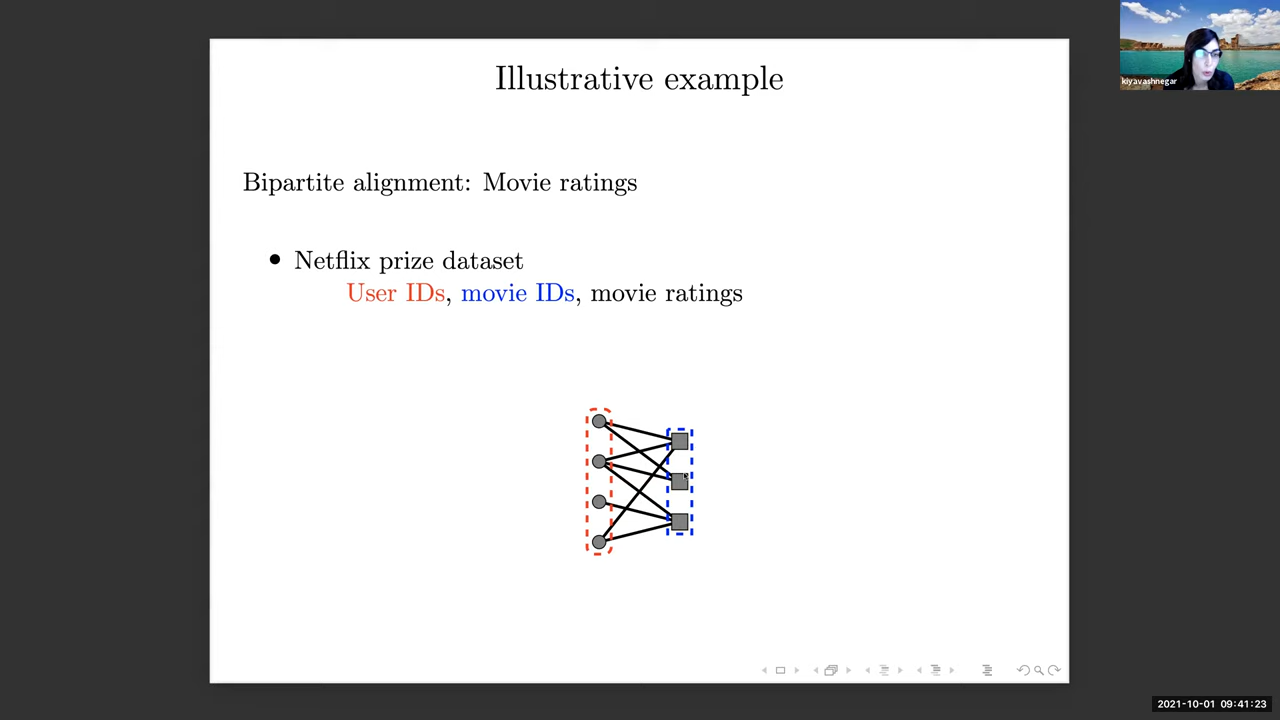 Illustrative example
kiyavashnegar
Bipartite alignment: Movie ratings
• Netflix prize dataset
User IDs, movie IDs, movie ratings
2021-10-01 09:41:23